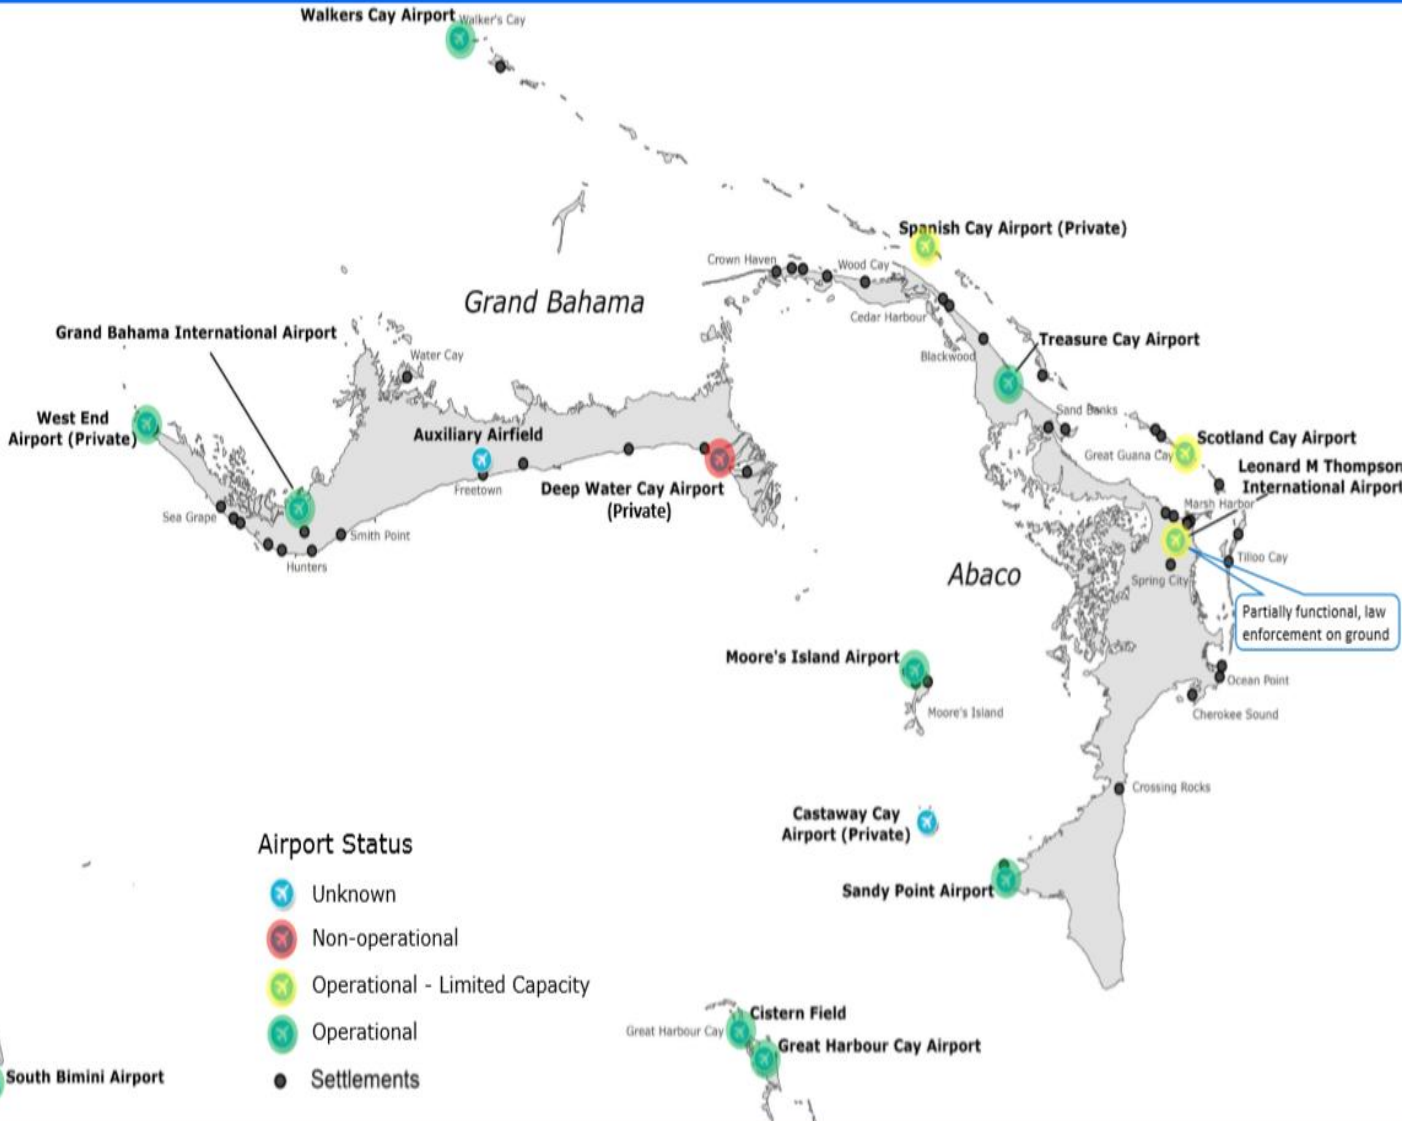 Walkers Cay Airport
Walker's Cay
Spanish Cay Airport (Private)
Crown Haven
Wood Cay
Grand Bahama
Cedar Harbour
Grand Bahama International Airport
Treasure Cay Airport
Water Cay
Blackwood
West End
Airport (Private)
Sand Banks
Auxiliary Airfield
Scotland Cay Airport
Great Guana Cay
Leonard M Thompson
International Airport
Freetown
Deep Water Cay Airport
(Private)
Marsh Harbor
Sea Grape
Smith Point
Hunters
Tilloo Cay
Abaco
Spring City
Partially functional, law
enforcement on ground
Moore's Island Airport
Ocean Point
Moore's Island
Cherokee Sound
Crossing Rocks
Castaway Cay
Airport (Private)
Sandy Point Airport
Airport Status
Unknown
Non-operational
Operational - Limited Capacity
Operational
Settlements
Cistern Field
Great Harbour Cay
Great Harbour Cay Airport
South Bimini Airport